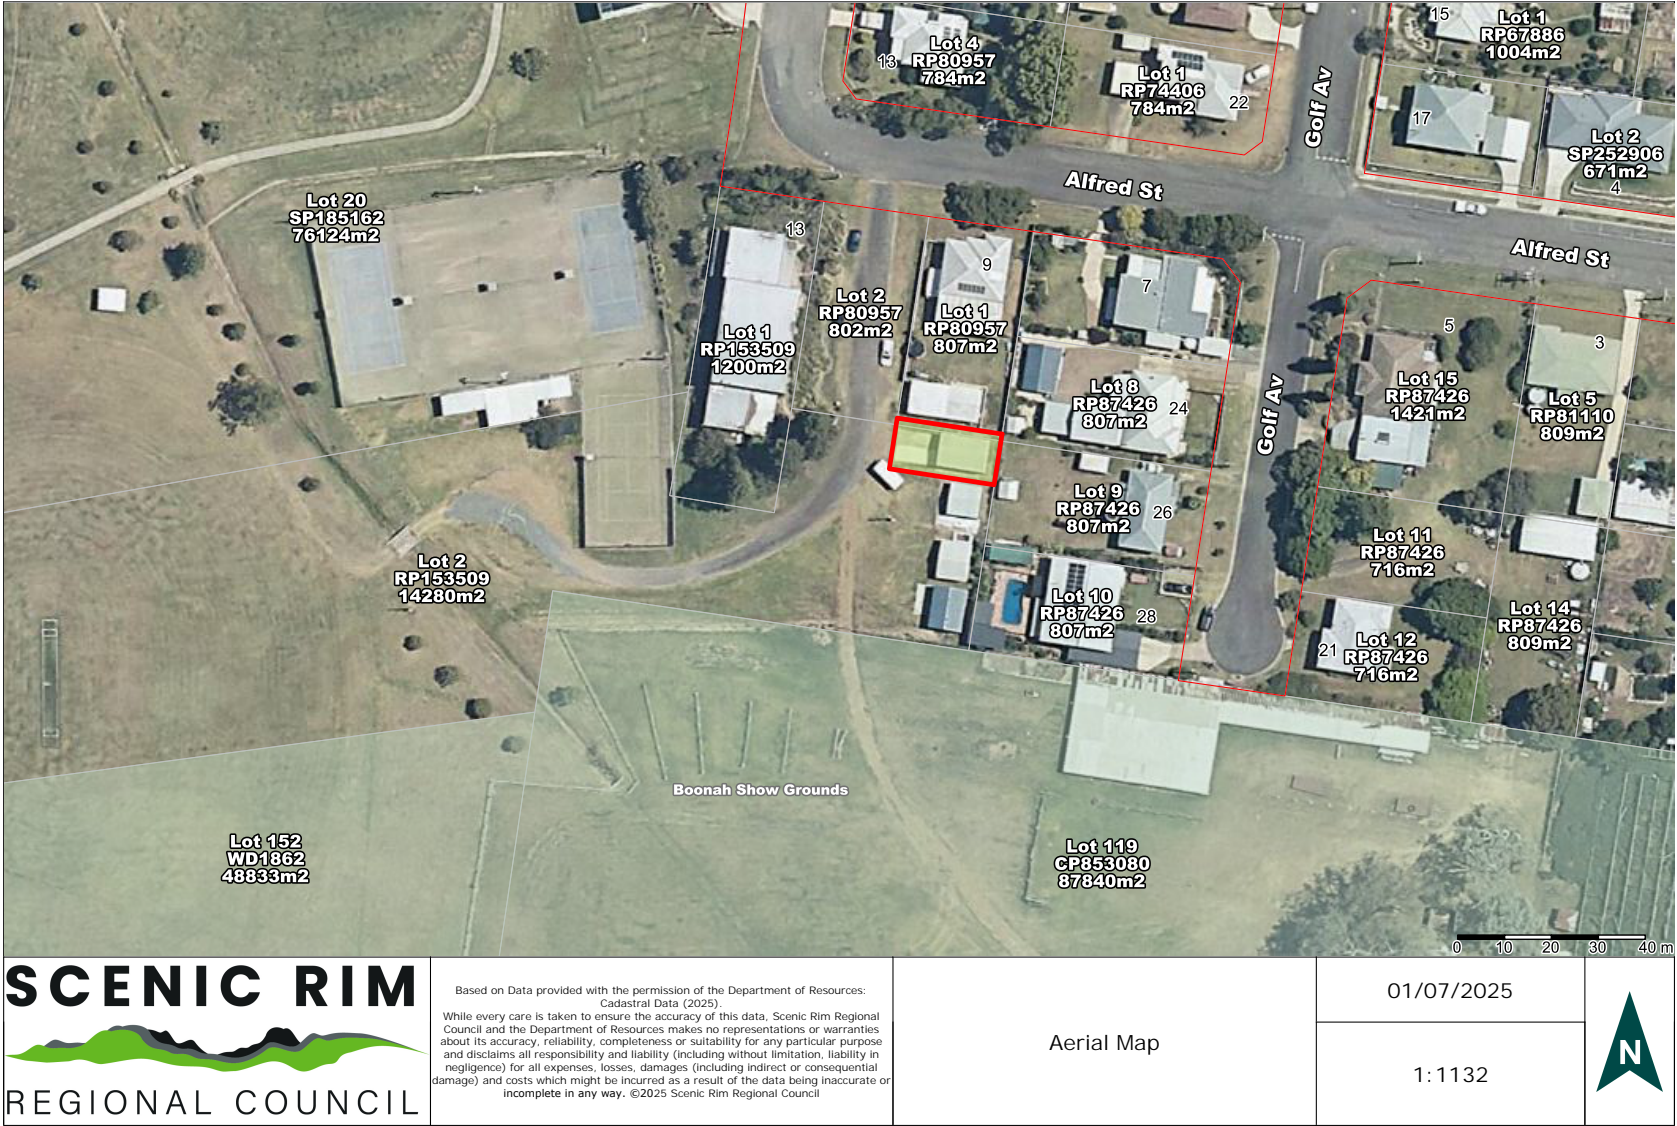 15
Lot 1
RP67886
1004m2
Lot 4
RP80957
784m2
13
Lot 1
RP74406
784m2
22
Golf Av
17
Lot 2
SP252906
671m2
4
Alfred St
Lot 20
SP185162
76124m2
13
9
7
Alfred St
Lot 2
RP80957
802m2
Lot 1
RP80957
807m2
Lot 1
RP153509
1200m2
5
3
Lot 8
RP87426
807m2
24
Golf Av
Lot 15
RP87426
1421m2
Lot 5
RP81110
809m2
Lot 9
RP87426
807m2
26
Lot 11
RP87426
716m2
Lot 2
RP153509
14280m2
Lot 10
RP87426
807m2
28
Lot 14
RP87426
809m2
21
Lot 12
RP87426
716m2
Boonah Show Grounds
Lot 152
WD1862
48833m2
Lot 119
CP853080
87840m2
0 10 20 30 40 m
SCENIC RIM
REGIONAL COUNCIL
Based on Data provided with the permission of the Department of Resources:
Cadastral Data (2025).
While every care is taken to ensure the accuracy of this data, Scenic Rim Regional
Council and the Department of Resources makes no representations or warranties
about its accuracy, reliability, completeness or suitability for any particular purpose
and disclaims all responsibility and liability (including without limitation, liability in
negligence) for all expenses, losses, damages (including indirect or consequential
damage) and costs which might be incurred as a result of the data being inaccurate or
incomplete in any way. ©2025 Scenic Rim Regional Council
Aerial Map
01/07/2025
1:1132
N